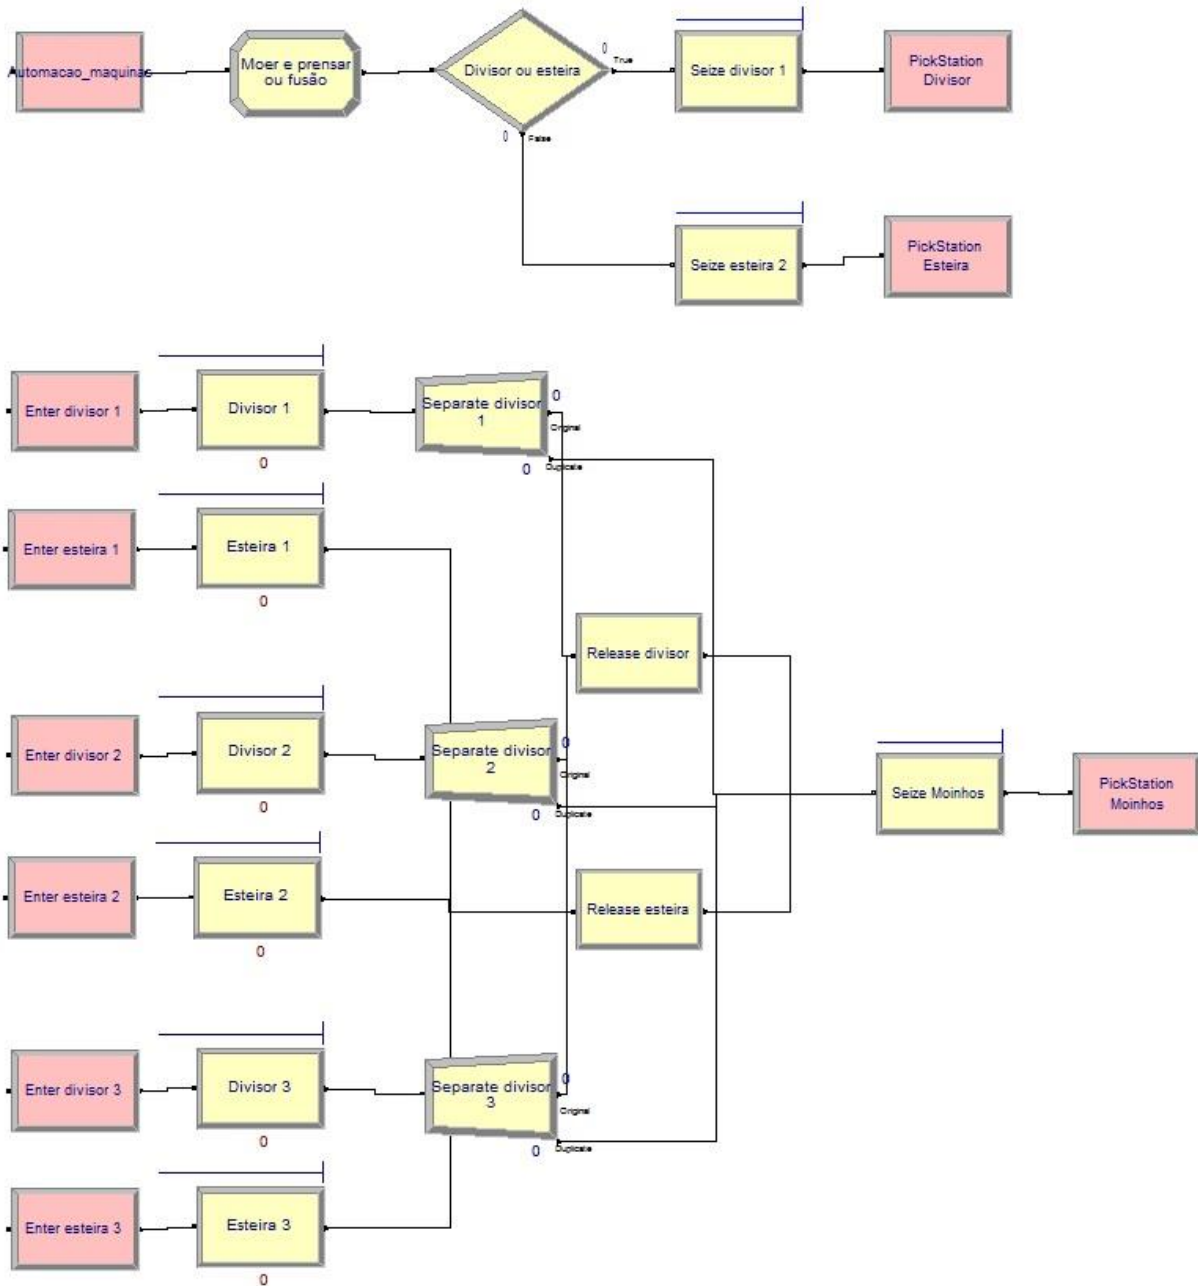 Automacao_maquinas
Moer e prensar
ou fusão
Divisor ou esteira
0
True
0
False
Seize divisor 1
PickStation
Divisor
Seize esteira 2
PickStation
Esteira
Enter divisor 1
Divisor 1
0
Separate divisor
1
0
Original
0
Duplicate
Enter esteira 1
Esteira 1
0
Release divisor
Enter divisor 2
Divisor 2
0
Separate divisor
2
0
Original
0
Duplicate
Seize Moinhos
PickStation
Moinhos
Enter esteira 2
Esteira 2
0
Release esteira
Enter divisor 3
Divisor 3
0
Separate divisor
3
0
Original
0
Duplicate
Enter esteira 3
Esteira 3
0